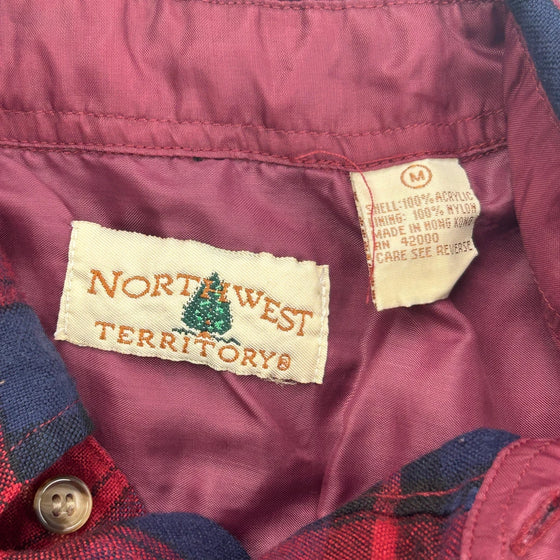 NORTHWEST
TERRITORY®
M
SHELL:100% ACRYLIC
LINING: 100% NYLON
MADE IN HONG KONG
RN 42000
CARE SEE REVERSE